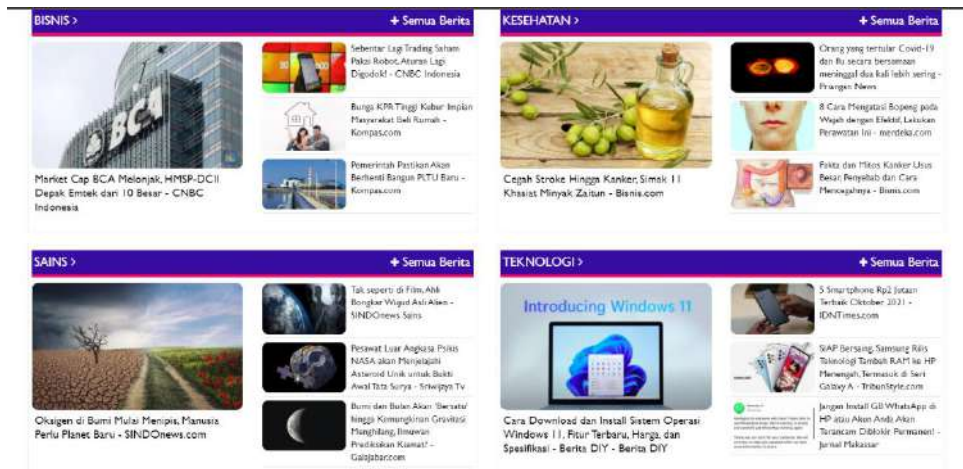 BISNIS >
+ Semua Berita
BCA
Market Cap BCA Melonjak, HMSP-DCII
Depak Emtek dari 10 Besar - CNBC
Indonesia
Sebentar Lagi Trading Saham
Pakai Robot, Aturan Lagi
Digodok! - CNBC Indonesia
Bunga KPR Tinggi Kubur Impian
Masyarakat Beli Rumah -
Kompas.com
Pemerintah Pastikan Akan
Berhenti Bangun PLTU Baru -
Kompas.com
KESEHATAN >
+ Semua Berita
Cegah Stroke Hingga Kanker, Simak 11
Khasiat Minyak Zaitun - Bisnis.com
Orang yang tertular Covid-19
dan flu secara bersamaan
meninggal dua kali lebih sering -
Priangan News
8 Cara Mengatasi Bopeng pada
Wajah dengan Efektif, Lakukan
Perawatan Ini - merdeka.com
Fakta dan Mitos Kanker Usus
Besar, Penyebab dan Cara
Mencegahnya - Bisnis.com
SAINS >
+ Semua Berita
Oksigen di Bumi Mulai Menipis, Manusia
Perlu Planet Baru - SINDOnews.com
Tak seperti di Film, Ahli
Bongkar Wujud Asli Alien -
SINDOnews Sains
Pesawat Luar Angkasa Psikis
NASA akan Menjelajahi
Asteroid Unik untuk Bukti
Awal Tata Surya - Sriwijaya Tv
Bumi dan Bulan Akan 'Bersatu'
hingga Kemungkinan Gravitasi
Menghilang, Ilmuwan
Prediksikan Kiamat? -
Galajabar.com
TEKNOLOGI >
+ Semua Berita
Introducing Windows 11
Cara Download dan Install Sistem Operasi
Windows 11, Fitur Terbaru, Harga, dan
Spesifikasi - Berita DIY - Berita DIY
5 Smartphone Rp2 Jutaan
Terbaik Oktober 2021 -
IDNTimes.com
SIAP Bersaing, Samsung Rilis
Teknologi Tambah RAM ke HP
Menengah, Termasuk di Seri
Galaxy A - TribunStyle.com
Jangan Install GB WhatsApp di
HP atau Akun Anda Akan
Terancam Diblokir Permanen! -
Jurnal Makassar